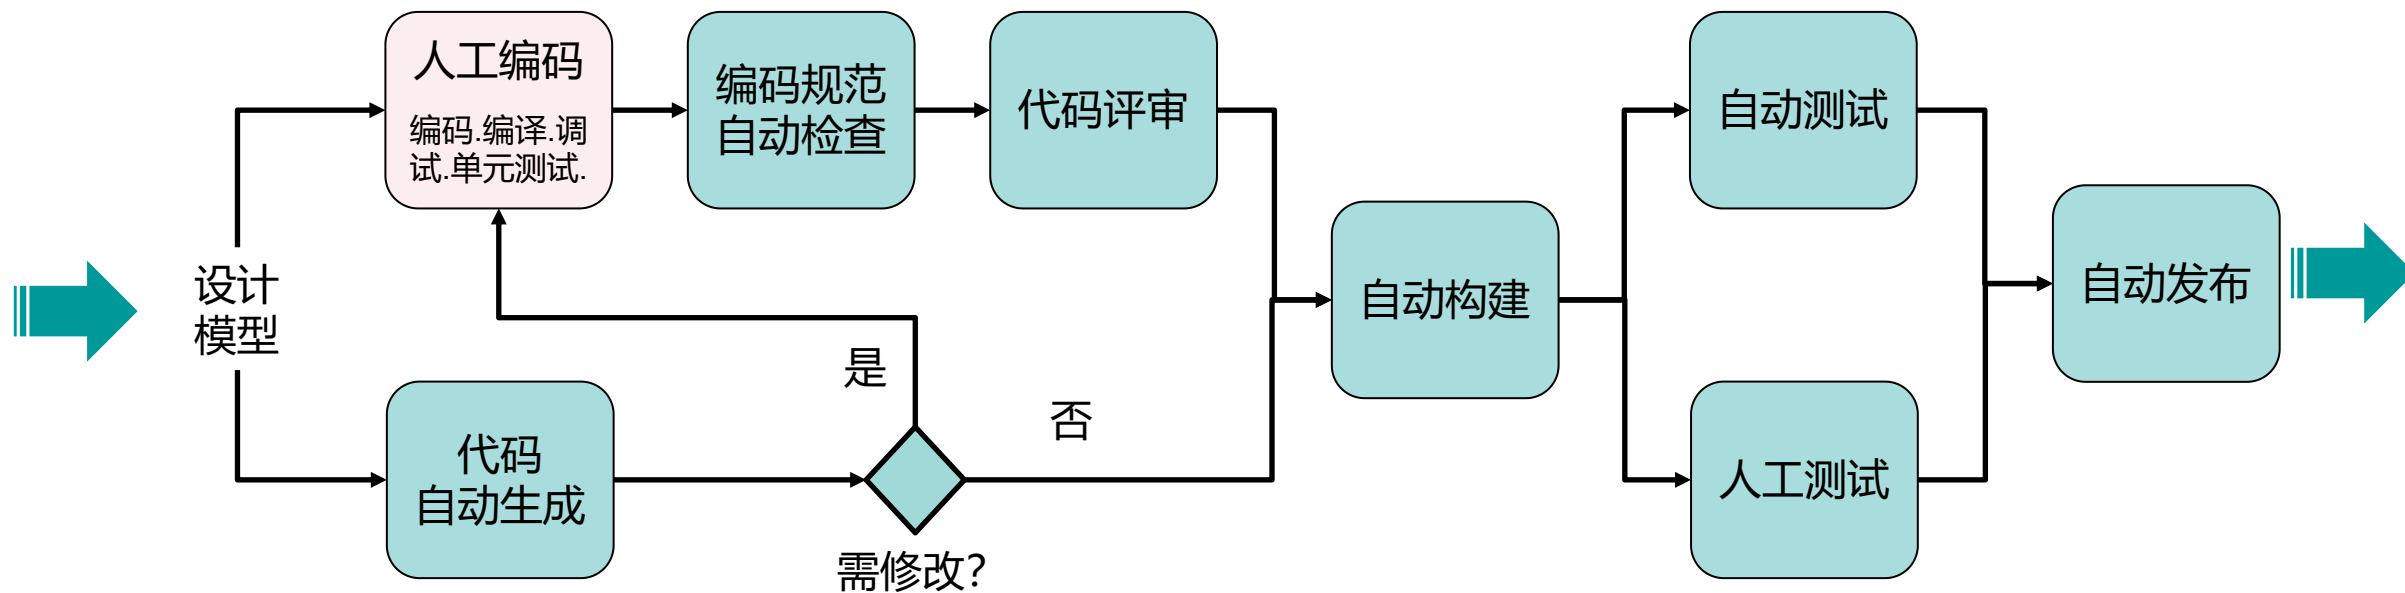 人工编码
编码.编译.调
试.单元测试.
编码规范
自动检查
代码评审
自动测试
设计
模型
自动构建
自动发布
是
否
代码
自动生成
人工测试
需修改?